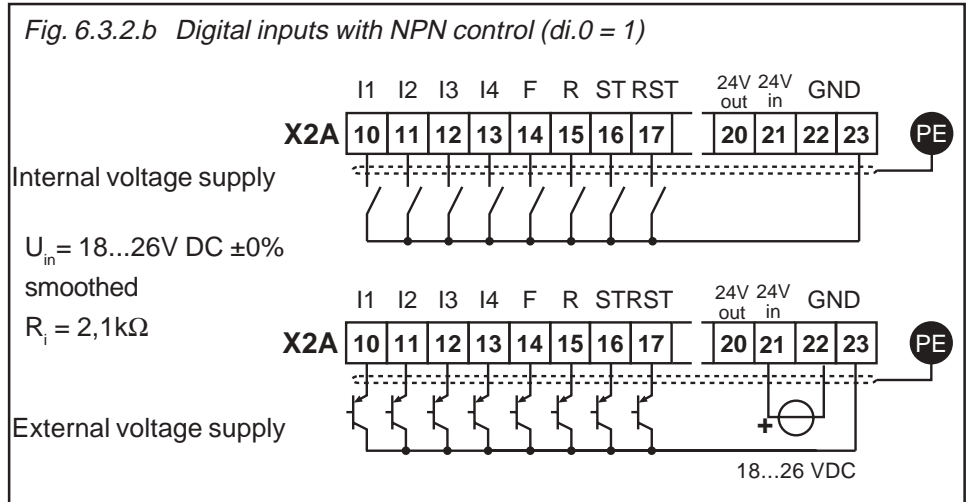 Fig. 6.3.2.b Digital inputs with NPN control (di.0 = 1)
I1 I2 I3 I4 F R ST RST 24V out 24V in GND
X2A 10 11 12 13 14 15 16 17 20 21 22 23 PE
Internal voltage supply
Uin= 18...26V DC ±0%
smoothed
Ri = 2,1kΩ
I1 I2 I3 I4 F R STRST 24V out 24V in GND
X2A 10 11 12 13 14 15 16 17 20 21 22 23 PE
External voltage supply
+
18...26 VDC